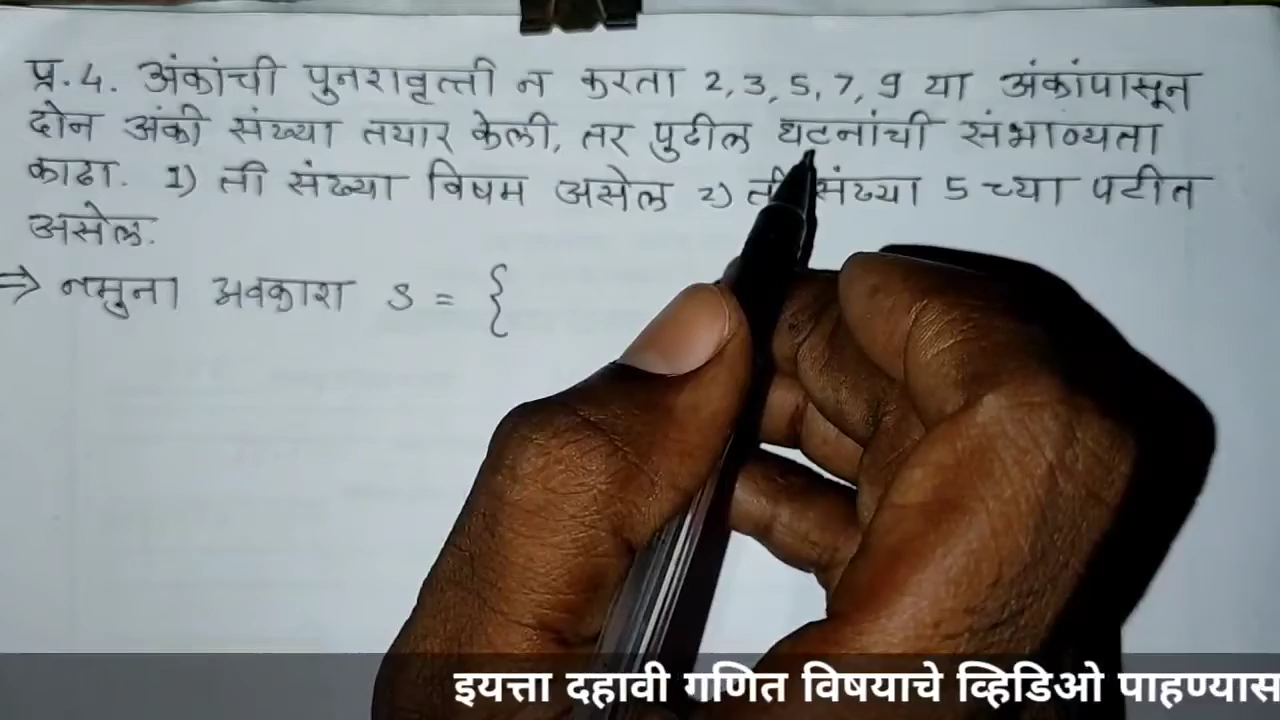 प्र.4. अंकांची पुनरावृत्ती न करता 2,3,5,7,9 या अंकांपासून
दोन अंकी संख्या तयार केली, तर पुढील घटनांची संभाव्यता
काढा. 1) ती संख्या विषम असेल 2) ती संख्या 5 च्या पटीत
असेल.
⇒ नमुना अवकाश S = {
इयत्ता दहावी गणित विषयाचे व्हिडिओ पाहण्यास